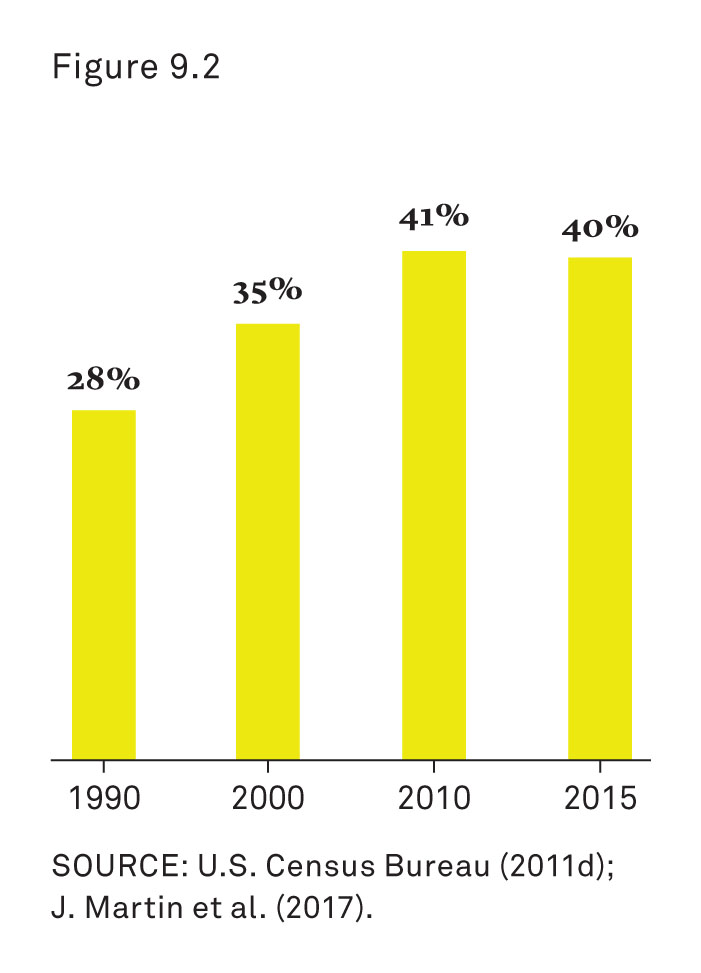 Figure 9.2
41%
40%
35%
28%
1990 2000 2010 2015
SOURCE: U.S. Census Bureau (2011d);
J. Martin et al. (2017).